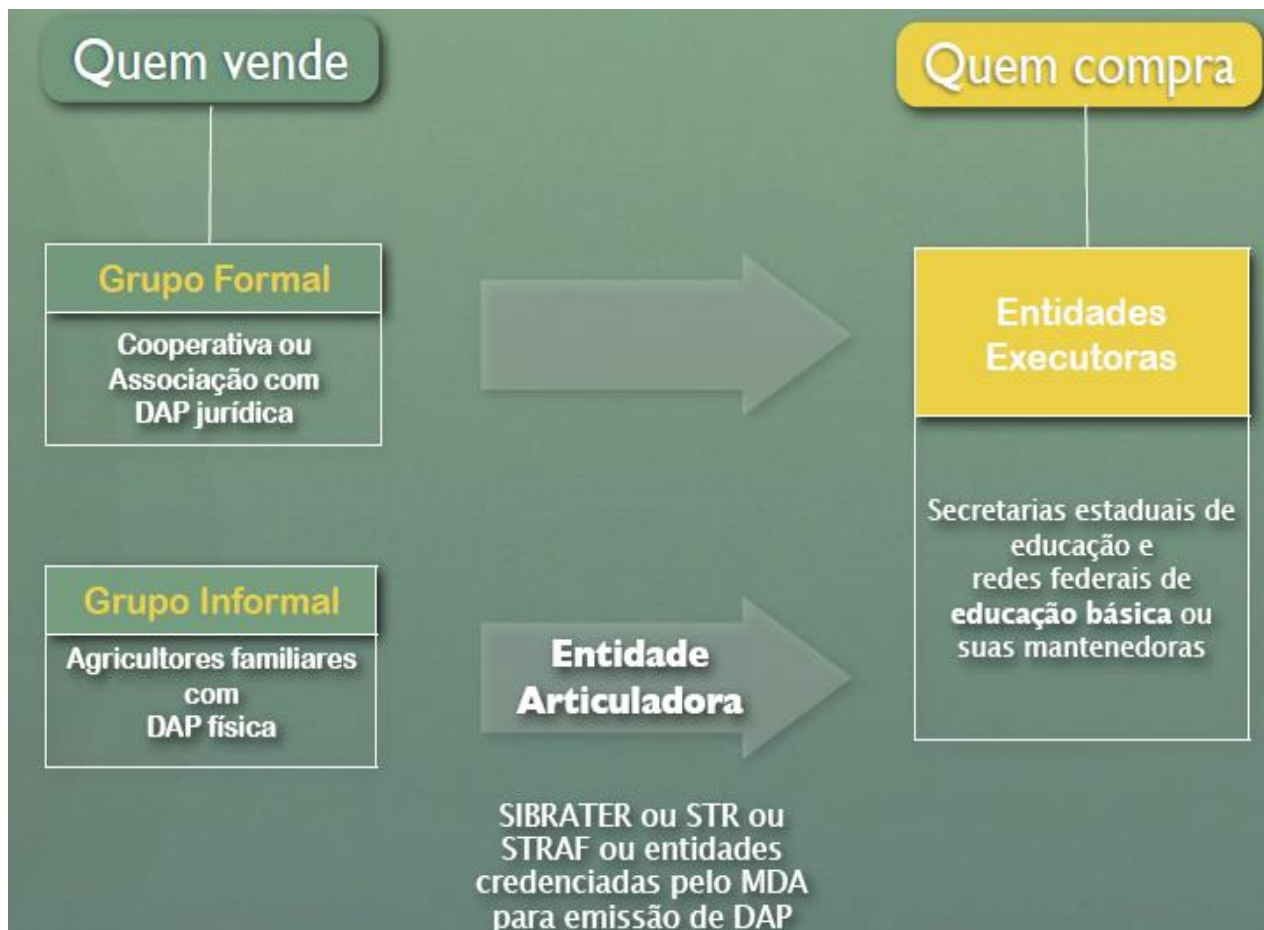 Quem vende
Quem compra
Grupo Formal
Cooperativa ou
Associação com
DAP jurídica
Entidades
Executoras
Secretarias estaduais de
educação e
redes federais de
educação básica ou
suas mantenedoras
Grupo Informal
Agricultores familiares
com
DAP física
Entidade
Articuladora
SIBRATER ou STR ou
STRAF ou entidades
credenciadas pelo MDA
para emissão de DAP